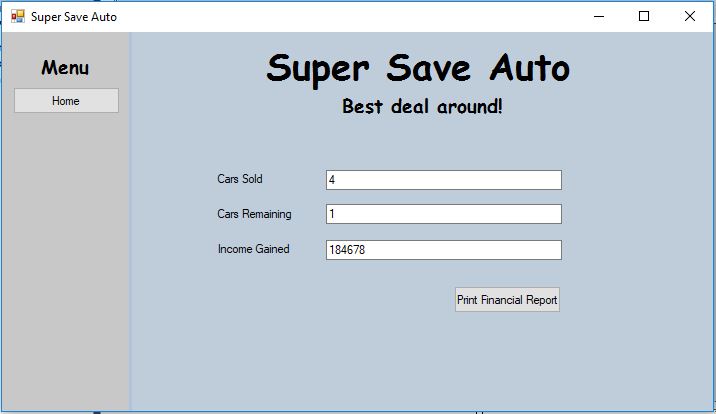 Super Save Auto
Menu
Home
Super Save Auto
Best deal around!
Cars Sold
4
Cars Remaining
1
Income Gained
184678
Print Financial Report